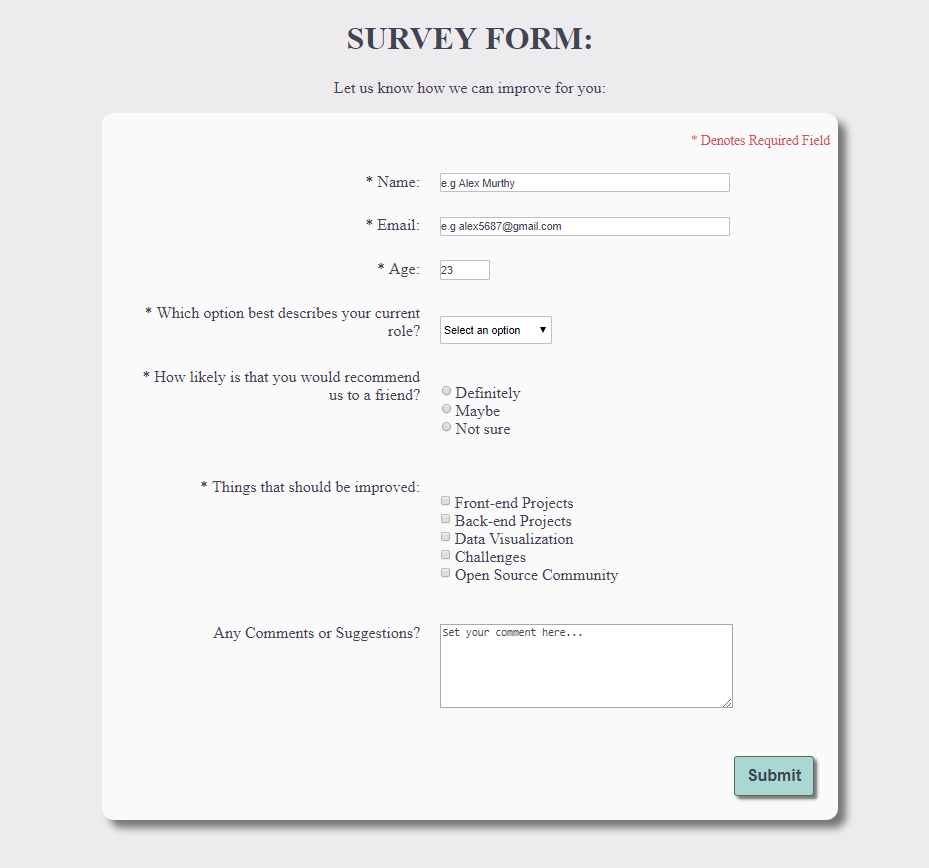 SURVEY FORM:
Let us know how we can improve for you:
* Denotes Required Field
* Name: e.g Alex Murthy
* Email: e.g alex5687@gmail.com
* Age: 23
* Which option best describes your current
role?
Select an option
* How likely is that you would recommend
us to a friend?
Definitely
Maybe
Not sure
* Things that should be improved:
Front-end Projects
Back-end Projects
Data Visualization
Challenges
Open Source Community
Any Comments or Suggestions?
Set your comment here...
Submit